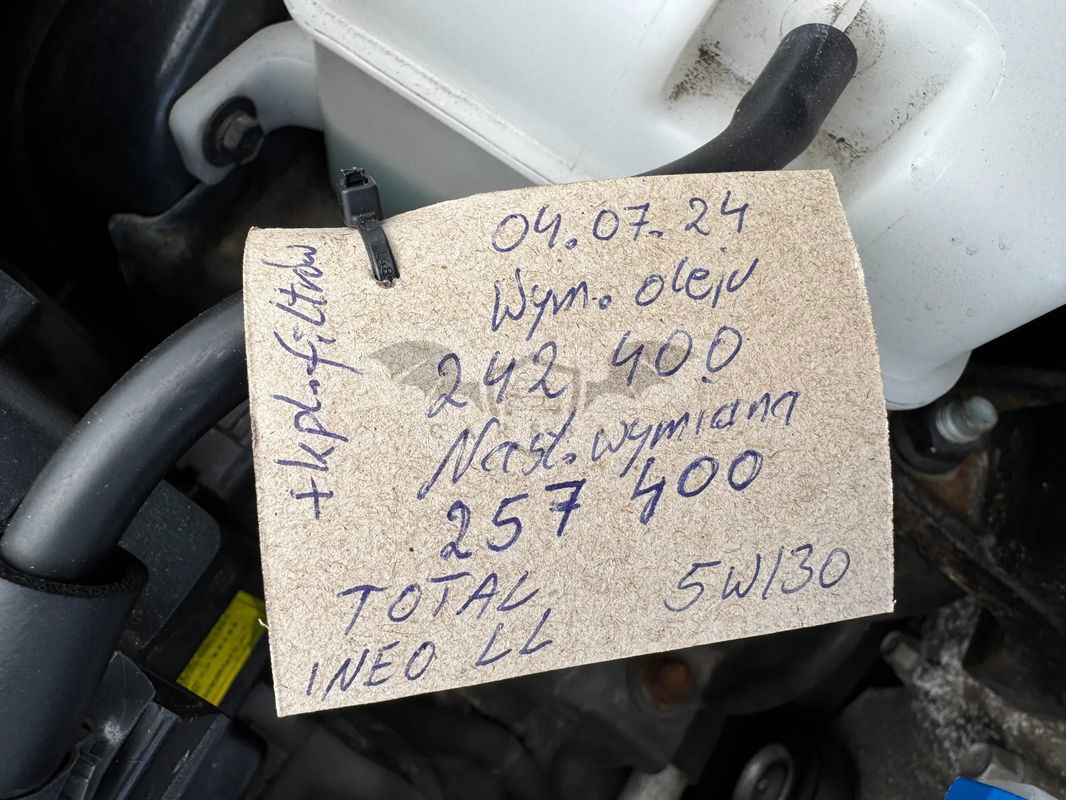 04.07.24
Wym. oleju
242 400
Nast. wymiana
257 400
TOTAL 5W/30
INEO LL
+kpl.filtrów